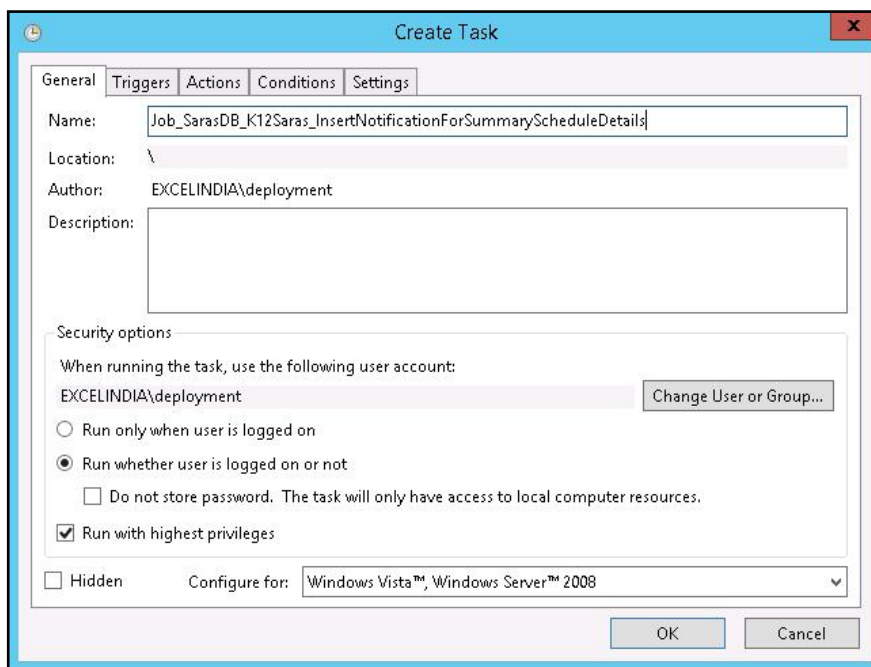 Create Task
x
General Triggers Actions Conditions Settings
Name: Job_SarasDB_K12Saras_InsertNotificationForSummaryScheduleDetails
Location: \
Author: EXCELINDIA\deployment
Description:
Security options
When running the task, use the following user account:
EXCELINDIA\deployment Change User or Group...
Run only when user is logged on
Run whether user is logged on or not
Do not store password. The task will only have access to local computer resources.
Run with highest privileges
Hidden Configure for: Windows Vista™, Windows Server™ 2008
OK Cancel